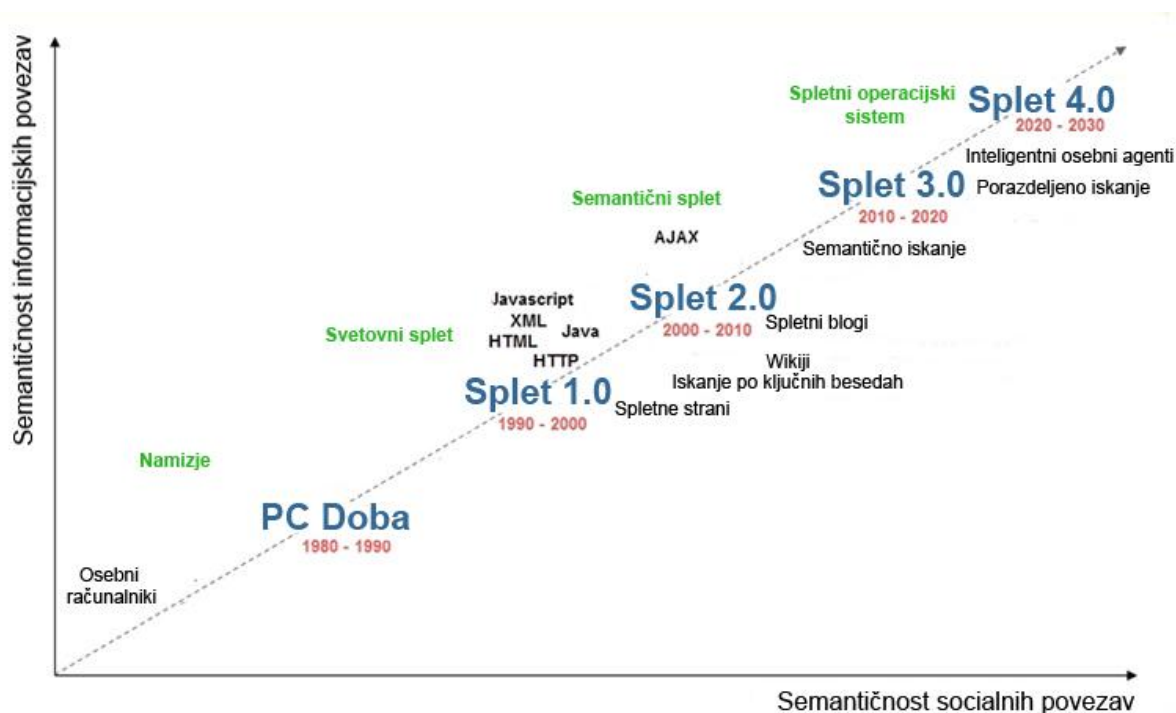 Semantičnost informacijskih povezav
Spletni operacijski
sistem
Splet 4.0
2020 - 2030
Inteligentni osebni agenti
Splet 3.0
Porazdeljeno iskanje
2010 - 2020
Semantični splet
AJAX
Semantično iskanje
Splet 2.0
2000 - 2010
Spletni blogi
Javascript
XML
Java
Svetovni splet
HTML
HTTP
Wikiji
Iskanje po ključnih besedah
Splet 1.0
1990 - 2000
Spletne strani
Namizje
PC Doba
1980 - 1990
Osebni
računalniki
Semantičnost socialnih povezav